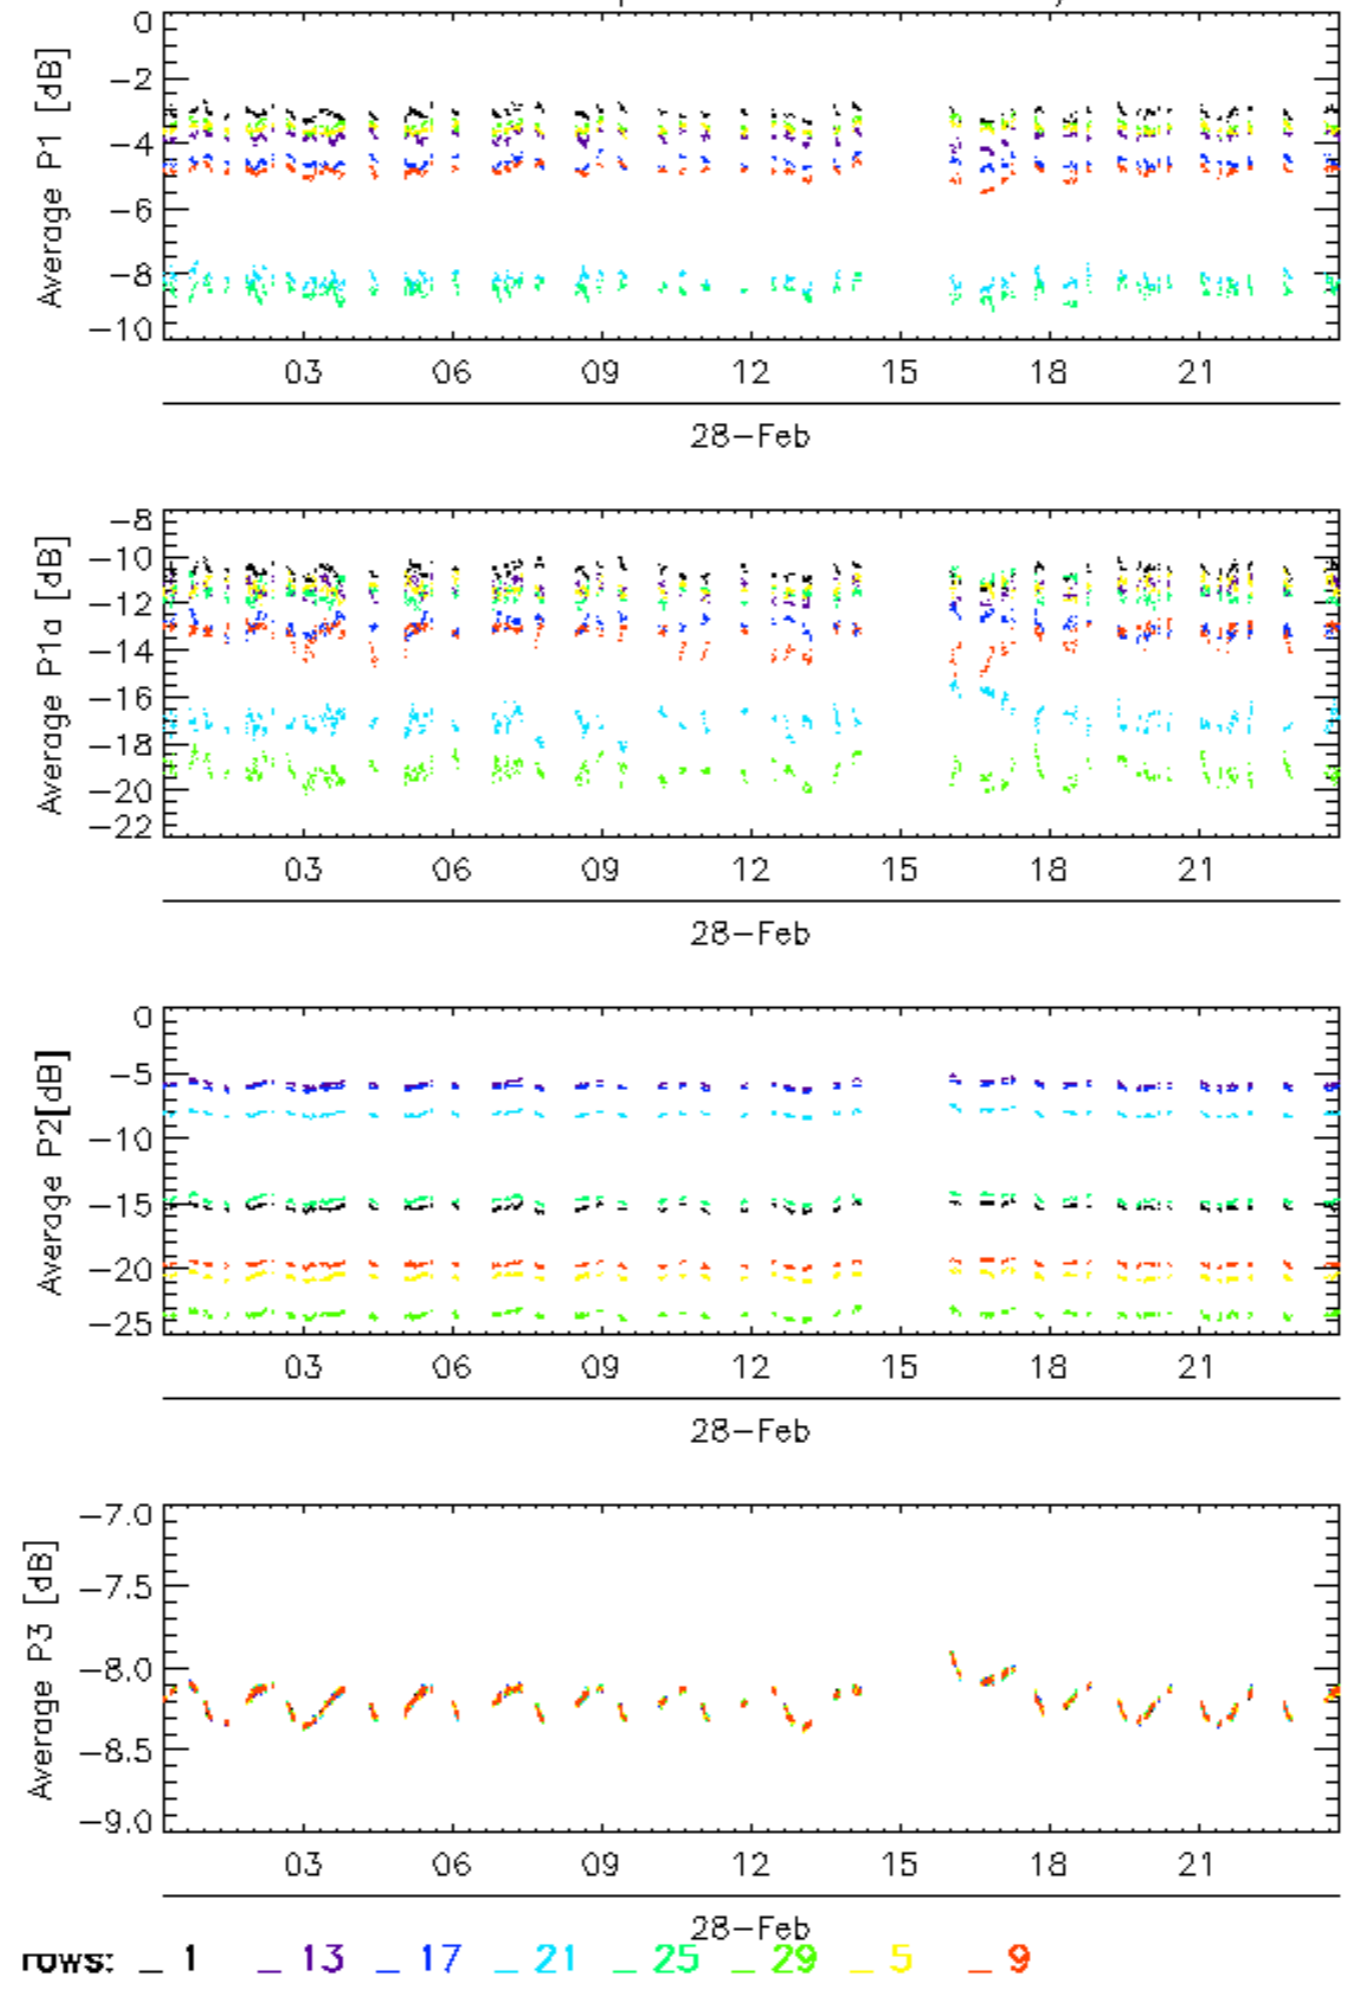 Average P1 [dB]
0
−2
−4
−6
−8
−10
03 06 09 12 15 18 21
28−Feb
Average P1a [dB]
−8
−10
−12
−14
−16
−18
−20
−22
03 06 09 12 15 18 21
28−Feb
Average P2[dB]
0
−5
−10
−15
−20
−25
03 06 09 12 15 18 21
28−Feb
Average P3 [dB]
−7.0
−7.5
−8.0
−8.5
−9.0
03 06 09 12 15 18 21
28−Feb
rows: _ 1 _ 13 _ 17 _ 21 _ 25 _ 29 _ 5 _ 9